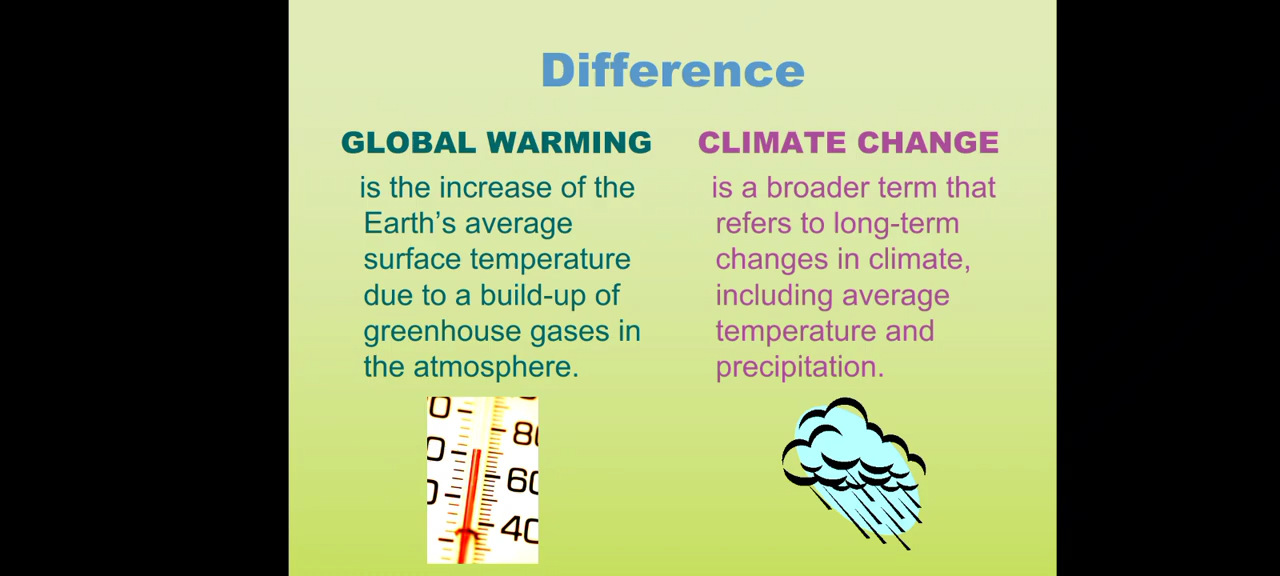 Difference
GLOBAL WARMING
is the increase of the
Earth’s average
surface temperature
due to a build-up of
greenhouse gases in
the atmosphere.
CLIMATE CHANGE
is a broader term that
refers to long-term
changes in climate,
including average
temperature and
precipitation.
80
60
40